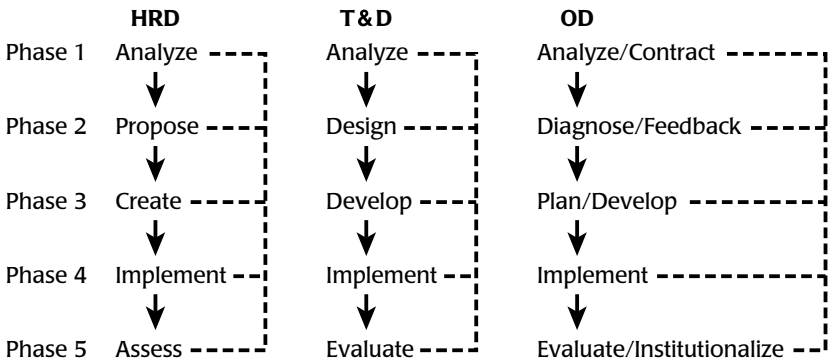 HRD T&D OD
Phase 1 Analyze Analyze Analyze/Contract
Phase 2 Propose Design Diagnose/Feedback
Phase 3 Create Develop Plan/Develop
Phase 4 Implement Implement Implement
Phase 5 Assess Evaluate Evaluate/Institutionalize